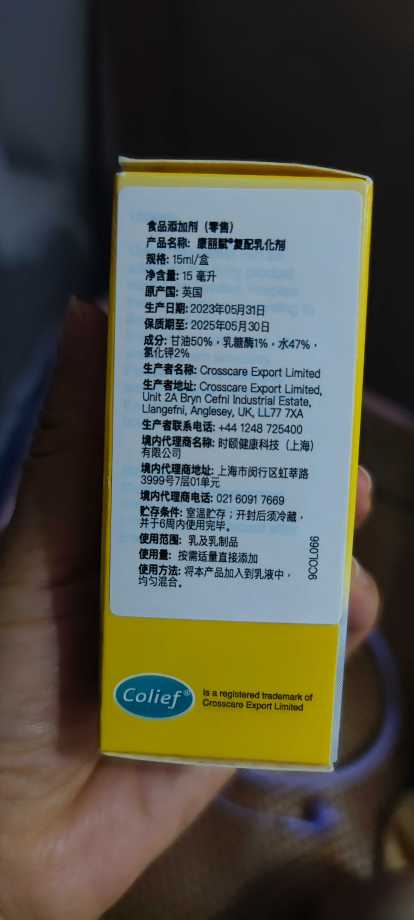 食品添加剂（零售）
产品名称: 康丽赋®复配乳化剂
规格: 15ml/盒
净含量: 15 毫升
原产国: 英国
生产日期: 2023年05月31日
保质期至: 2025年05月30日
成分: 甘油50%，乳糖酶1%，水47%，
氯化钾2%
生产者名称: Crosscare Export Limited
生产者地址: Crosscare Export Limited,
Unit 2A Bryn Cefni Industrial Estate,
Llangefni, Anglesey, UK, LL77 7XA
生产者联系电话: +44 1248 725400
境内代理商名称: 时颐健康科技（上海）
有限公司
境内代理商地址: 上海市闵行区虹莘路
3999号7层01单元
境内代理商电话: 021 6091 7669
贮存条件: 室温贮存；开封后须冷藏，
并于6周内使用完毕。
使用范围: 乳及乳制品
使用量: 按需适量直接添加
使用方法: 将本产品加入到乳液中，
均匀混合。
9COL066
Colief®
is a registered trademark of
Crosscare Export Limited